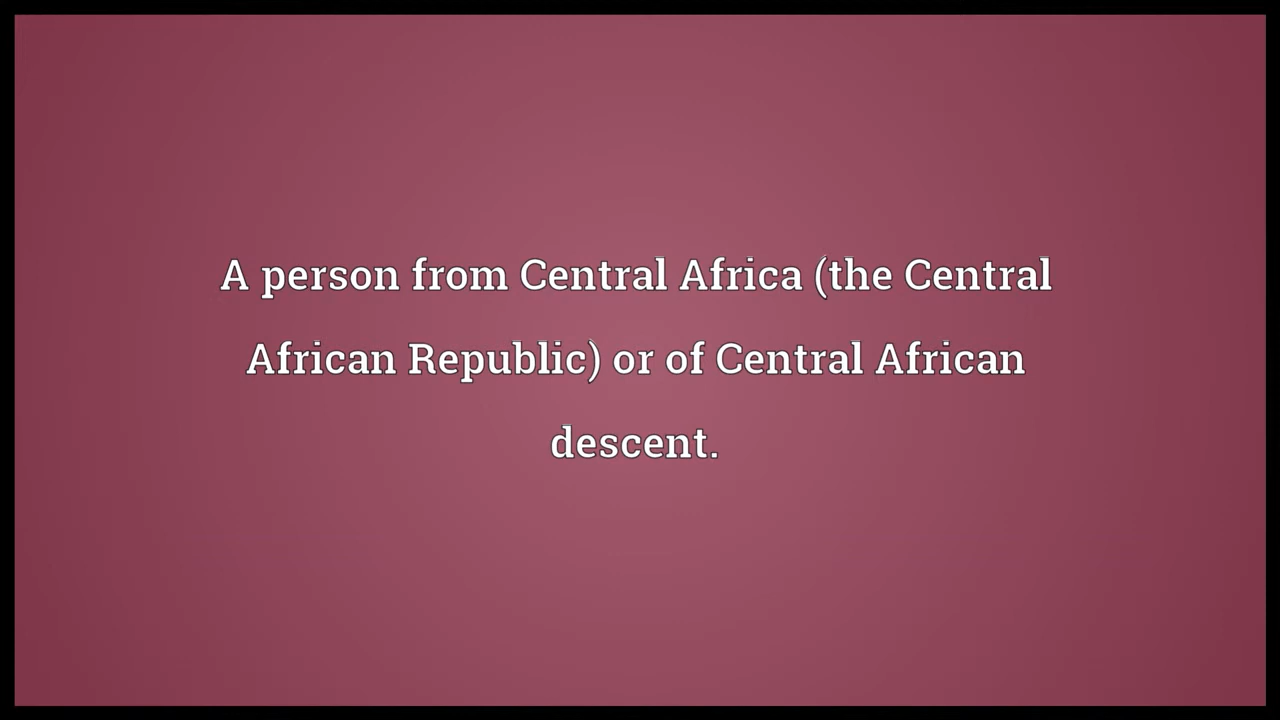 A person from Central Africa (the Central
African Republic) or of Central African
descent.